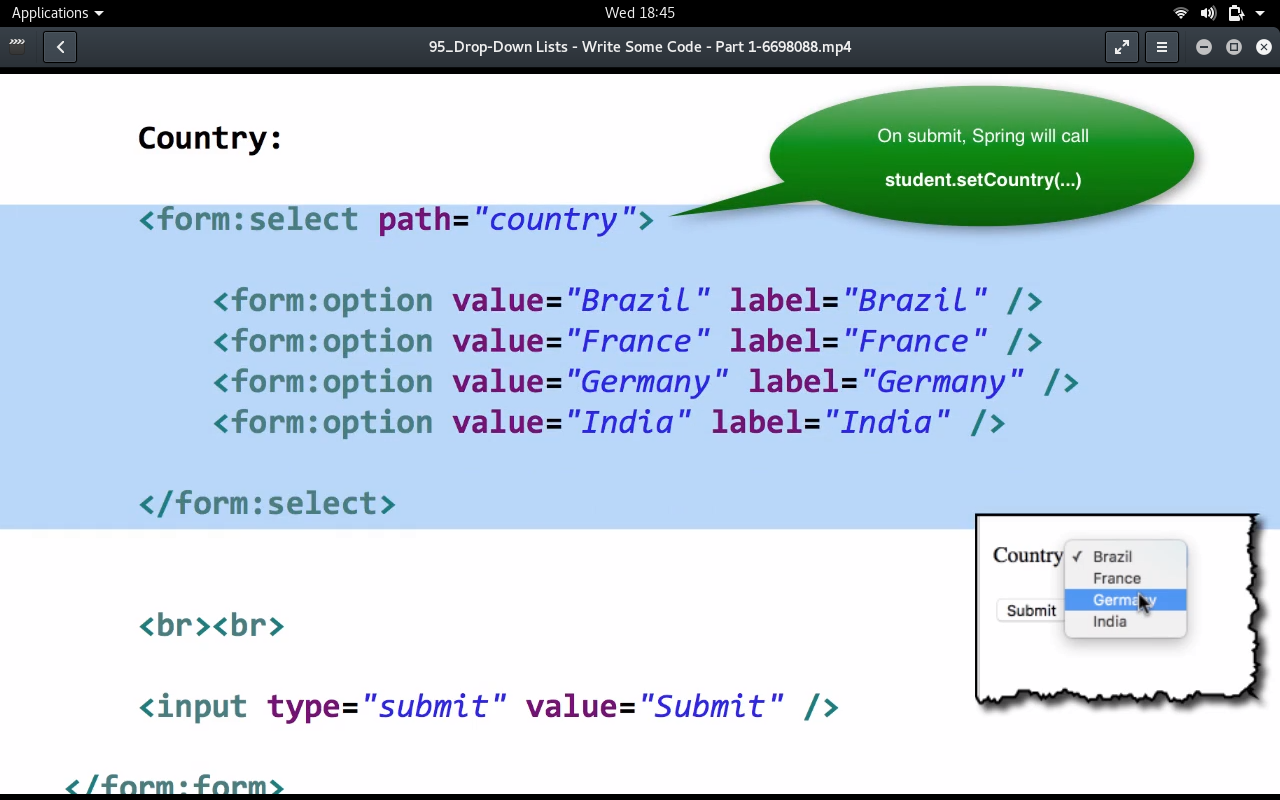 Applications
Wed 18:45
95_Drop-Down Lists - Write Some Code - Part 1-6698088.mp4
Country:
On submit, Spring will call
student.setCountry(...)
<form:select path="country">
<form:option value="Brazil" label="Brazil" />
<form:option value="France" label="France" />
<form:option value="Germany" label="Germany" />
<form:option value="India" label="India" />
</form:select>
Country
Brazil
France
Germany
India
Submit
<br><br>
<input type="submit" value="Submit" />
</form:form>